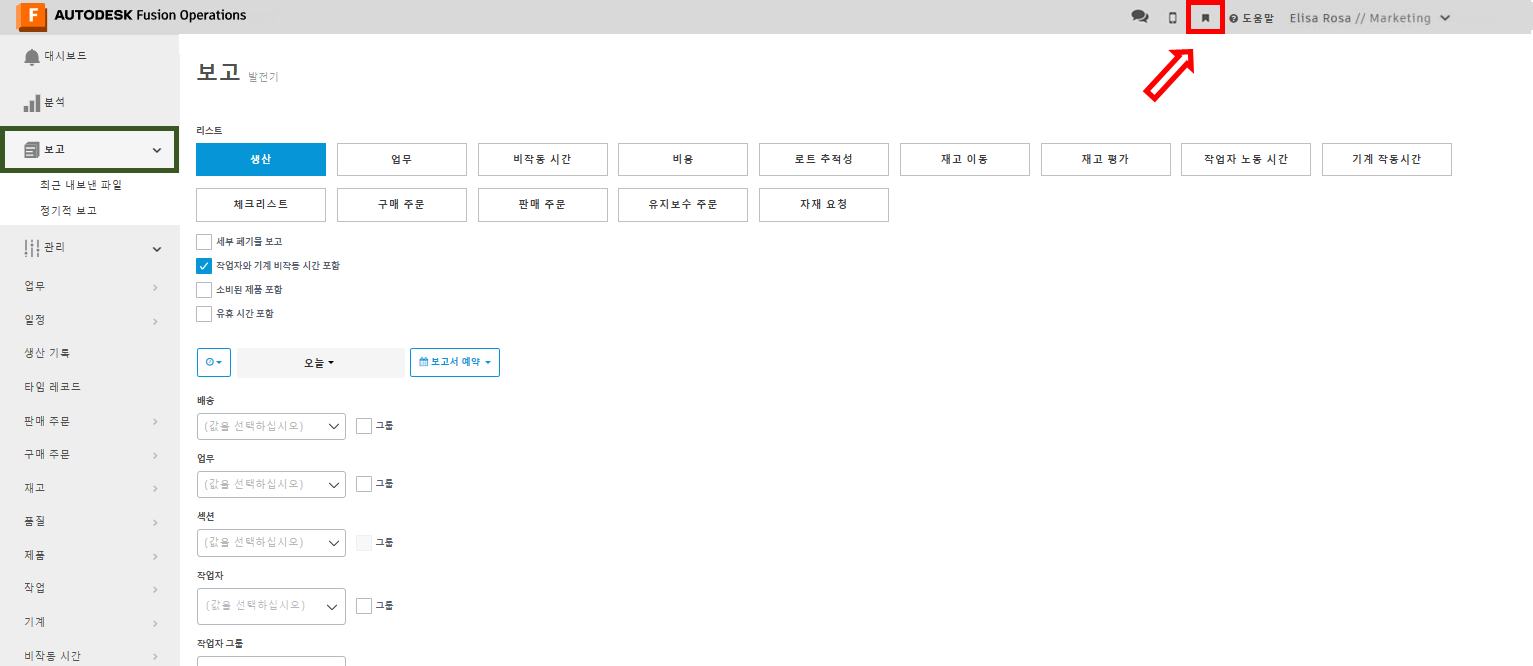 F AUTODESK Fusion Operations
도움말 Elisa Rosa // Marketing
대시보드
분석
보고
최근 내보낸 파일
정기적 보고
관리
업무
일정
생산 기록
타임 레코드
판매 주문
구매 주문
재고
품질
제품
작업
기계
비작동 시간
보고 발전기
리스트
생산 업무 비작동 시간 비용 로트 추적성 재고 이동 재고 평가 작업자 노동 시간 기계 작동시간
체크리스트 구매 주문 판매 주문 유지보수 주문 자재 요청
세부 폐기물 보고
작업자와 기계 비작동 시간 포함
소비된 제품 포함
유휴 시간 포함
오늘 보고서 예약
배송
(값을 선택하십시오) 그룹
업무
(값을 선택하십시오) 그룹
섹션
(값을 선택하십시오) 그룹
작업자
(값을 선택하십시오) 그룹
작업자 그룹